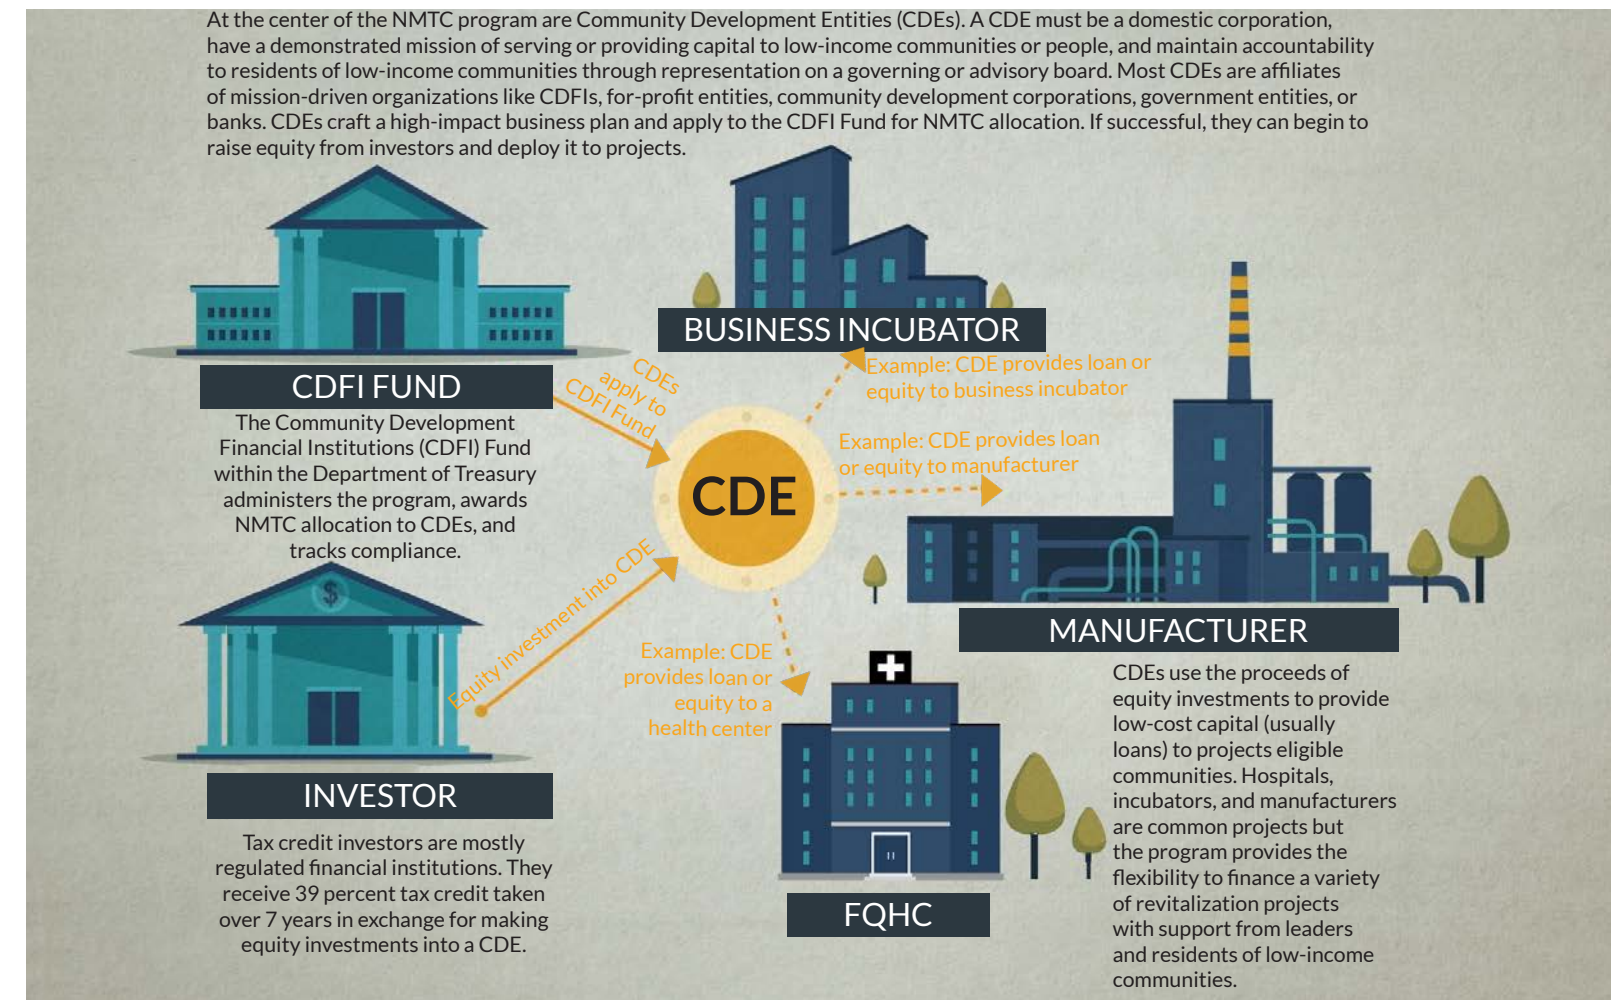 At the center of the NMTC program are Community Development Entities (CDEs). A CDE must be a domestic corporation,
have a demonstrated mission of serving or providing capital to low-income communities or people, and maintain accountability
to residents of low-income communities through representation on a governing or advisory board. Most CDEs are affiliates
of mission-driven organizations like CDFIs, for-profit entities, community development corporations, government entities, or
banks. CDEs craft a high-impact business plan and apply to the CDFI Fund for NMTC allocation. If successful, they can begin to
raise equity from investors and deploy it to projects.
BUSINESS INCUBATOR
CDFI FUND
The Community Development
Financial Institutions (CDFI) Fund
within the Department of Treasury
administers the program, awards
NMTC allocation to CDEs, and
tracks compliance.
CDEs
apply to
CDFI Fund
Example: CDE provides loan or
equity to business incubator
Example: CDE provides loan
or equity to manufacturer
CDE
Equity investment into CDE
$
INVESTOR
Tax credit investors are mostly
regulated financial institutions. They
receive 39 percent tax credit taken
over 7 years in exchange for making
equity investments into a CDE.
Example: CDE
provides loan or
equity to a
health center
FQHC
MANUFACTURER
CDEs use the proceeds of
equity investments to provide
low-cost capital (usually
loans) to projects eligible
communities. Hospitals,
incubators, and manufacturers
are common projects but
the program provides the
flexibility to finance a variety
of revitalization projects
with support from leaders
and residents of low-income
communities.